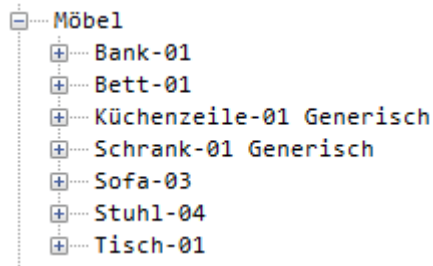 Möbel
Bank-01
Bett-01
Küchenzeile-01 Generisch
Schrank-01 Generisch
Sofa-03
Stuhl-04
Tisch-01